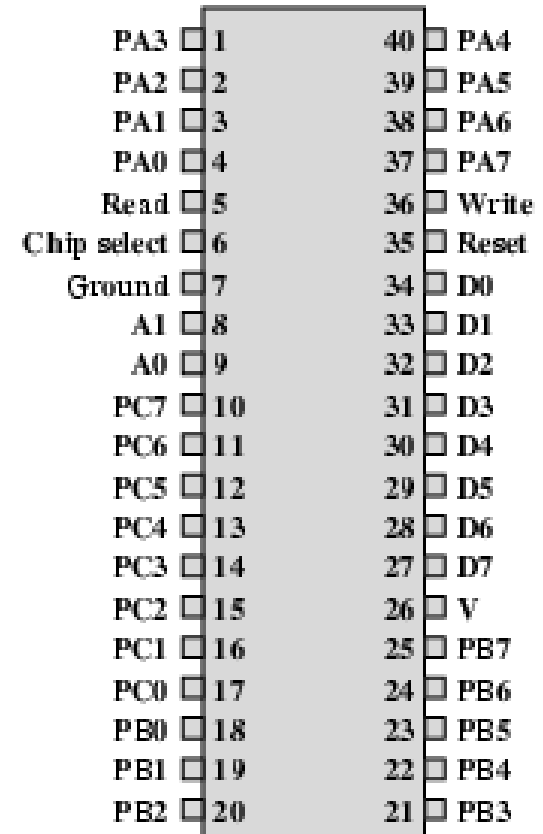 PA3 1 40 PA4
PA2 2 39 PA5
PA1 3 38 PA6
PA0 4 37 PA7
Read 5 36 Write
Chip select 6 35 Reset
Ground 7 34 D0
A1 8 33 D1
A0 9 32 D2
PC7 10 31 D3
PC6 11 30 D4
PC5 12 29 D5
PC4 13 28 D6
PC3 14 27 D7
PC2 15 26 V
PC1 16 25 PB7
PC0 17 24 PB6
PB0 18 23 PB5
PB1 19 22 PB4
PB2 20 21 PB3